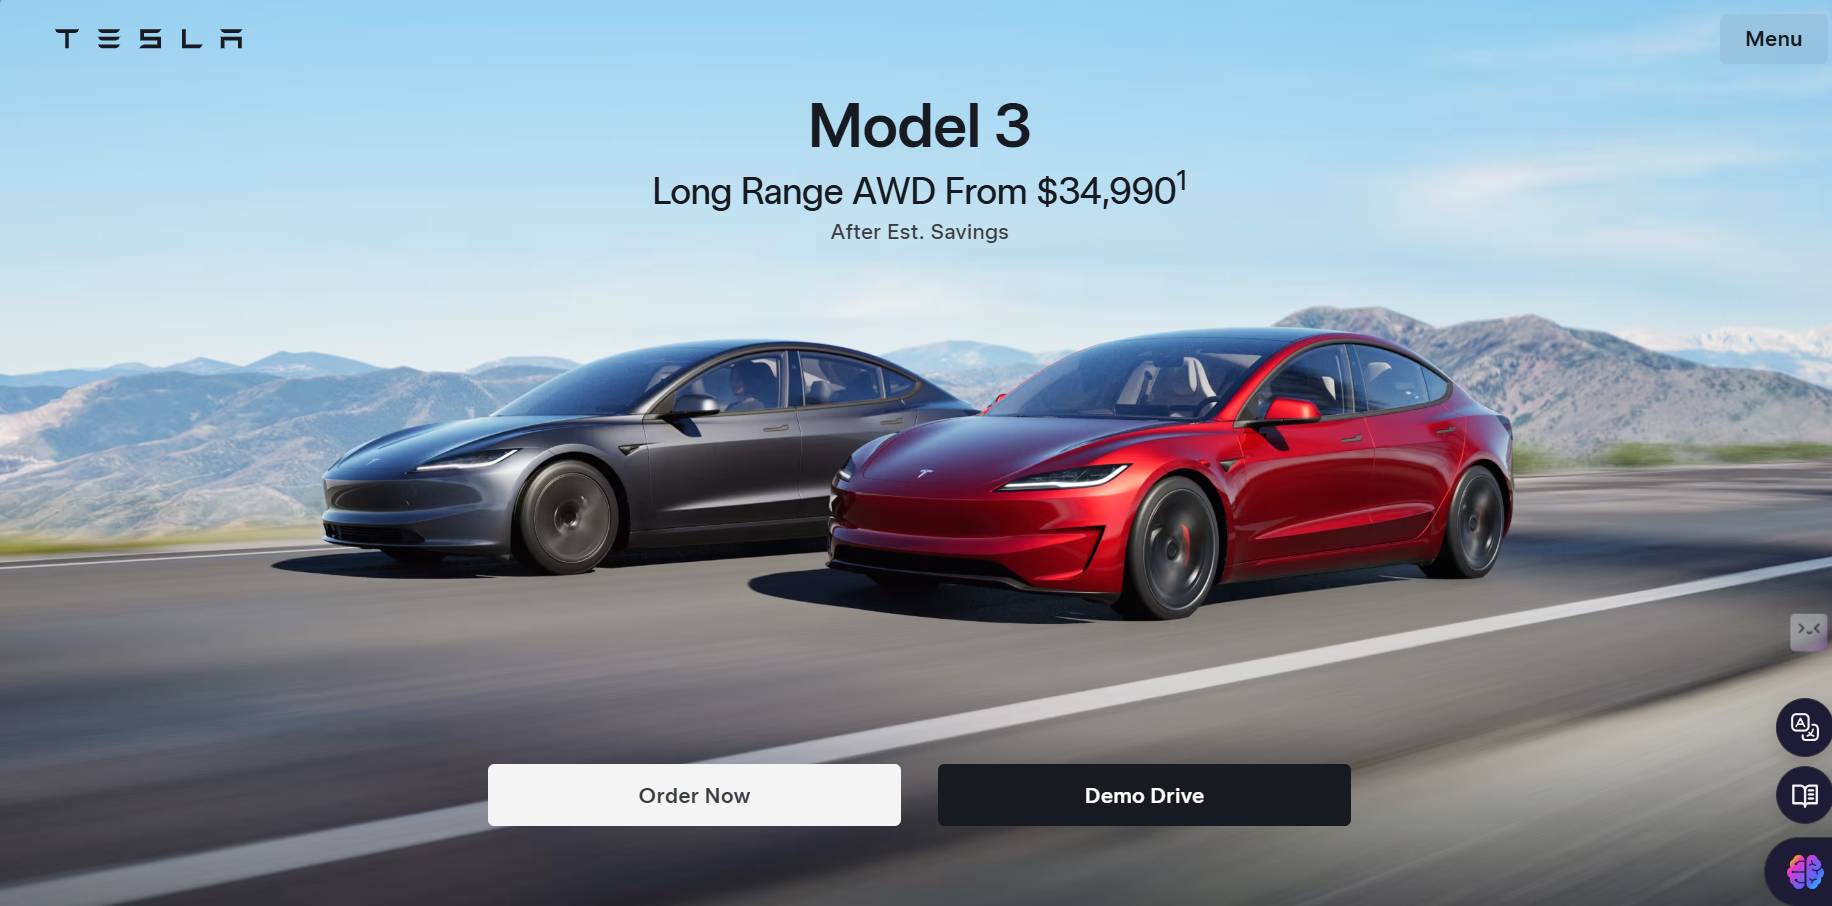 TESLA
Menu
Model 3
Long Range AWD From $34,990¹
After Est. Savings
Order Now
Demo Drive